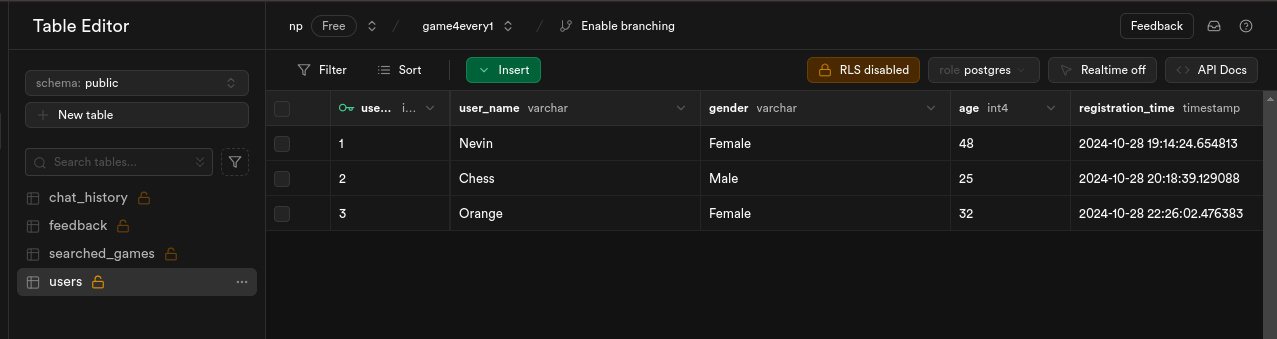 Table Editor
np Free / game4every1 / Enable branching Feedback
schema: public
Filter Sort Insert RLS disabled role postgres Realtime off API Docs
New table
Search tables...
chat_history
feedback
searched_games
users
use... i... user_name varchar gender varchar age int4 registration_time timestamp
1 Nevin Female 48 2024-10-28 19:14:24.654813
2 Chess Male 25 2024-10-28 20:18:39.129088
3 Orange Female 32 2024-10-28 22:26:02.476383